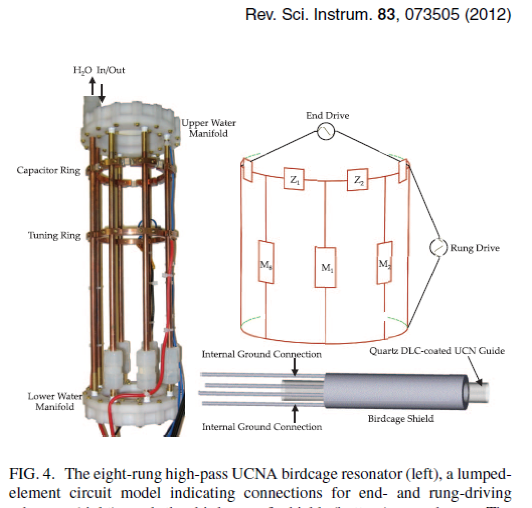 Rev. Sci. Instrum. 83, 073505 (2012)
H₂O In/Out
Upper Water
Manifold
Capacitor Ring
Tuning Ring
Lower Water
Manifold
End Drive
Z₁
Z₂
Rung Drive
M₈
M₁
M₂
Internal Ground Connection
Quartz DLC-coated UCN Guide
Birdcage Shield
Internal Ground Connection
FIG. 4. The eight-rung high-pass UCNA birdcage resonator (left), a lumped-
element circuit model indicating connections for end- and rung-driving